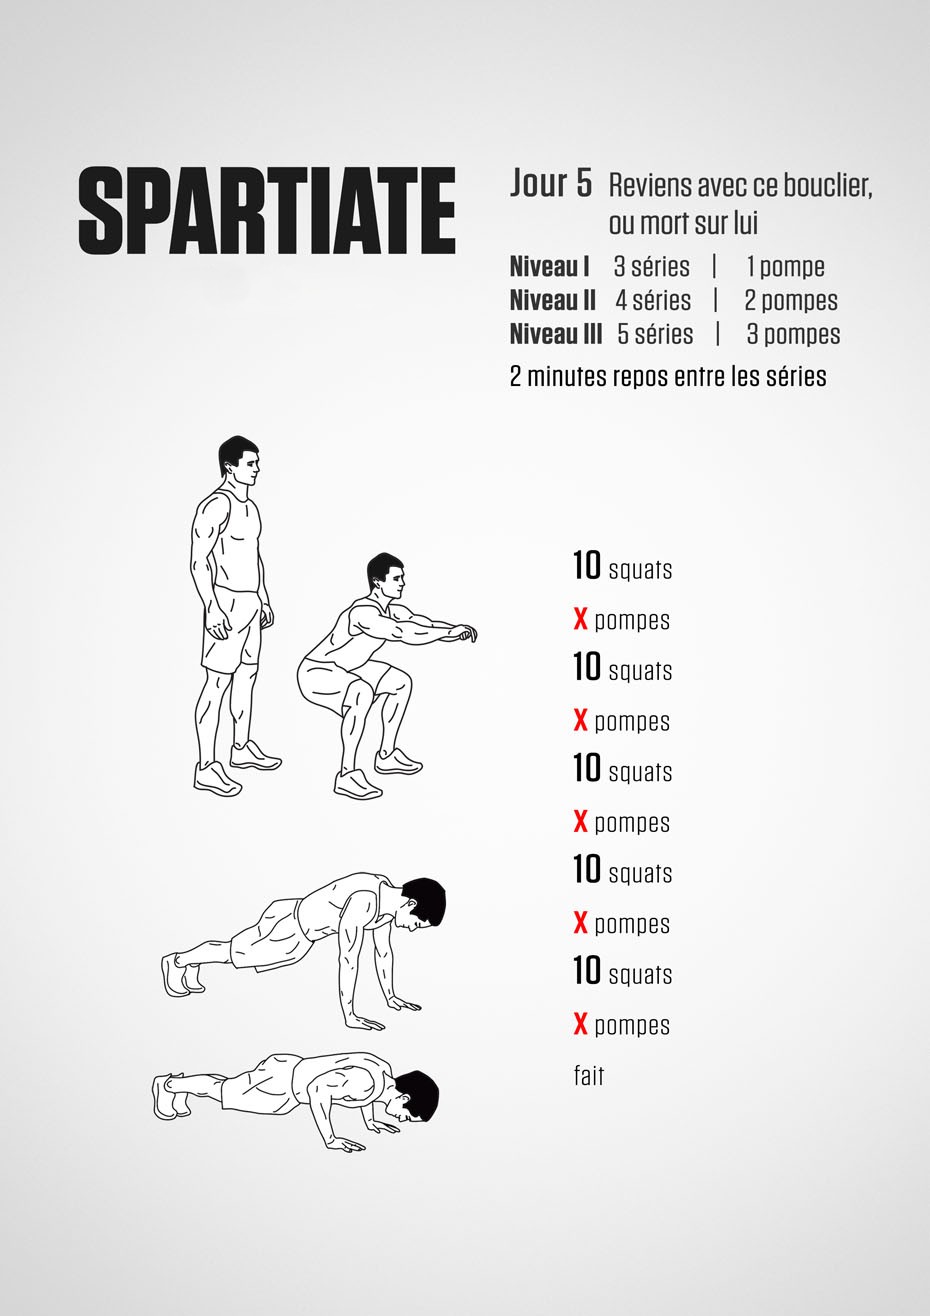 SPARTIATE
Jour 5 Reviens avec ce bouclier,
ou mort sur lui
Niveau I 3 séries | 1 pompe
Niveau II 4 séries | 2 pompes
Niveau III 5 séries | 3 pompes
2 minutes repos entre les séries
10 squats
X pompes
10 squats
X pompes
10 squats
X pompes
10 squats
X pompes
10 squats
X pompes
fait